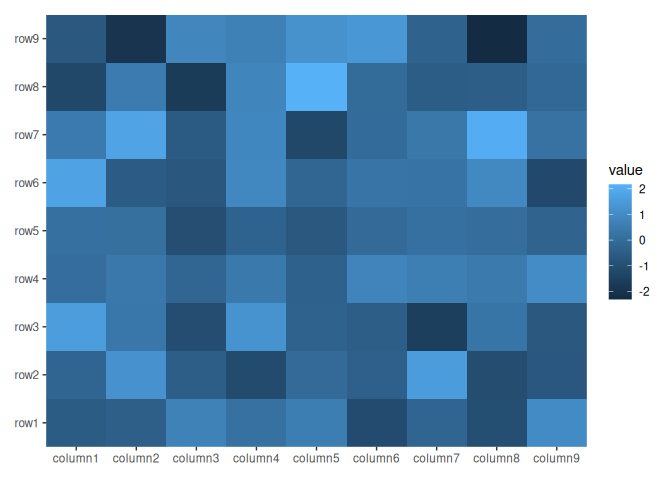 row9
row8
row7
row6
row5
row4
row3
row2
row1
column1 column2 column3 column4 column5 column6 column7 column8 column9
value
2
1
0
-1
-2